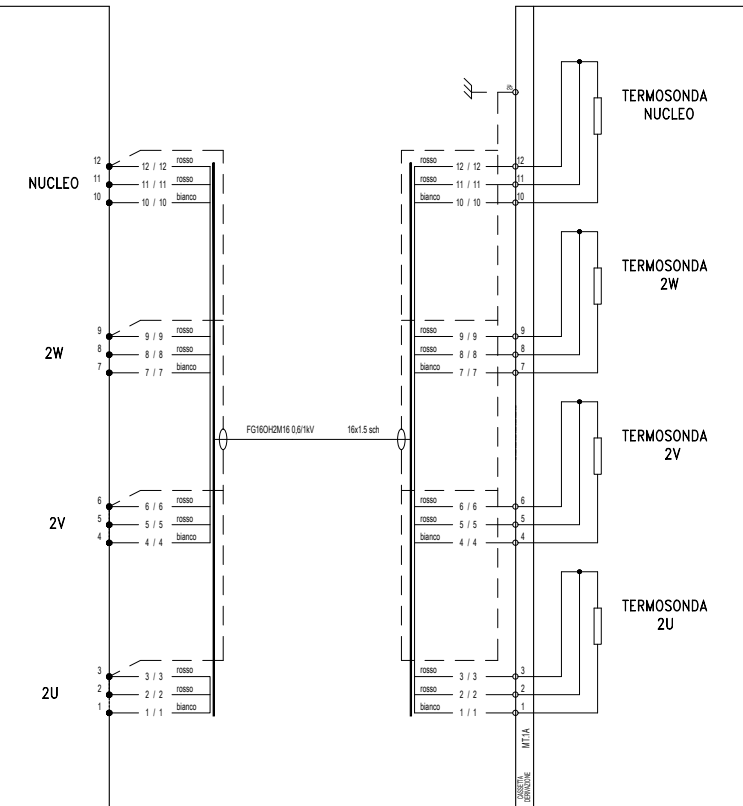 TERMOSONDA
NUCLEO
NUCLEO
12 12 / 12 rosso
11 11 / 11 rosso
10 10 / 10 bianco
rosso 12 / 12 12
rosso 11 / 11 11
bianco 10 / 10 10
TERMOSONDA
2W
2W
9 9 / 9 rosso
8 8 / 8 rosso
7 7 / 7 bianco
rosso 9 / 9 9
rosso 8 / 8 8
bianco 7 / 7 7
FG16OH2M16 0,6/1kV 16x1.5 sch
TERMOSONDA
2V
2V
6 6 / 6 rosso
5 5 / 5 rosso
4 4 / 4 bianco
rosso 6 / 6 6
rosso 5 / 5 5
bianco 4 / 4 4
TERMOSONDA
2U
2U
3 3 / 3 rosso
2 2 / 2 rosso
1 1 / 1 bianco
rosso 3 / 3 3
rosso 2 / 2 2
bianco 1 / 1 1
MT.1A
CASSETTA
DERIVAZIONE